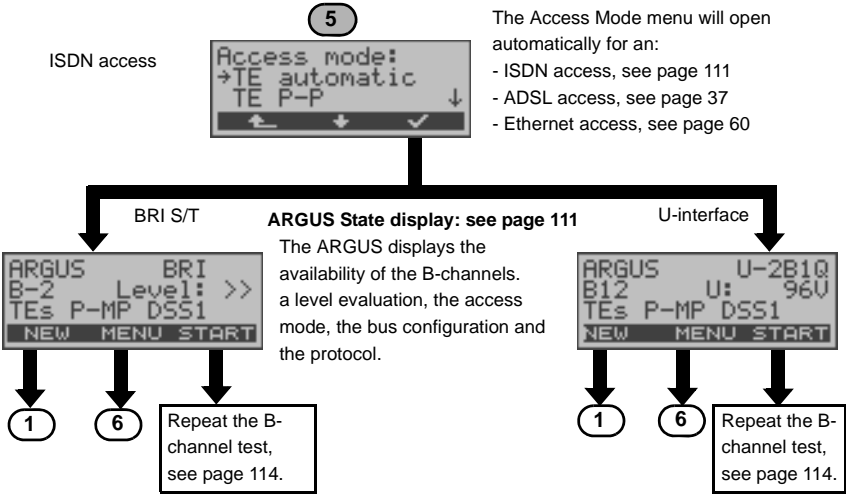 5
ISDN access
Access mode:
→TE automatic
TE P-P ↓
The Access Mode menu will open
automatically for an:
- ISDN access, see page 111
- ADSL access, see page 37
- Ethernet access, see page 60
BRI S/T
ARGUS State display: see page 111
U-interface
The ARGUS displays the
availability of the B-channels.
a level evaluation, the access
mode, the bus configuration and
the protocol.
ARGUS BRI
B-2 Level: >>
TEs P-MP DSS1
NEW MENU START
ARGUS U-2B1Q
B12 U: 96V
TEs P-MP DSS1
NEW MENU START
1
6
Repeat the B-
channel test,
see page 114.
1
6
Repeat the B-
channel test,
see page 114.